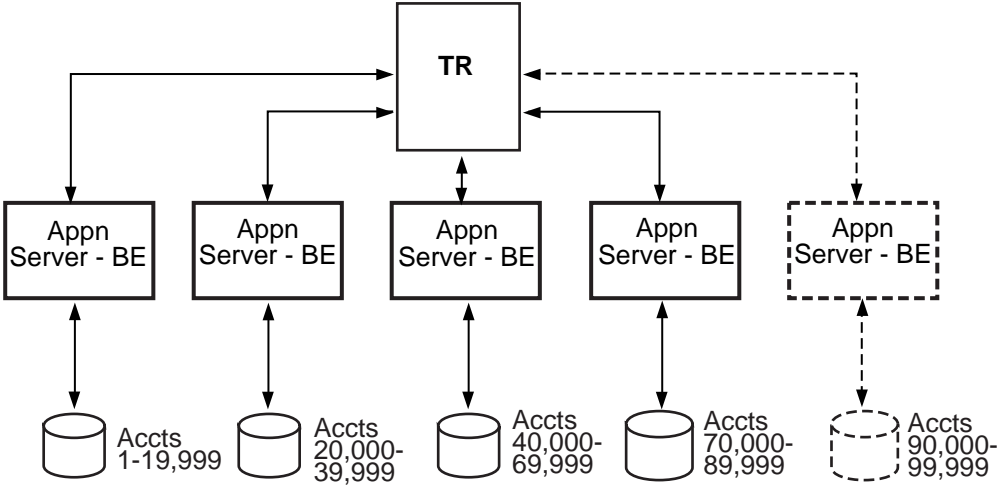 TR
Appn
Server - BE
Appn
Server - BE
Appn
Server - BE
Appn
Server - BE
Appn
Server - BE
Accts
1-19,999
Accts
20,000-
39,999
Accts
40,000-
69,999
Accts
70,000-
89,999
Accts
90,000-
99,999